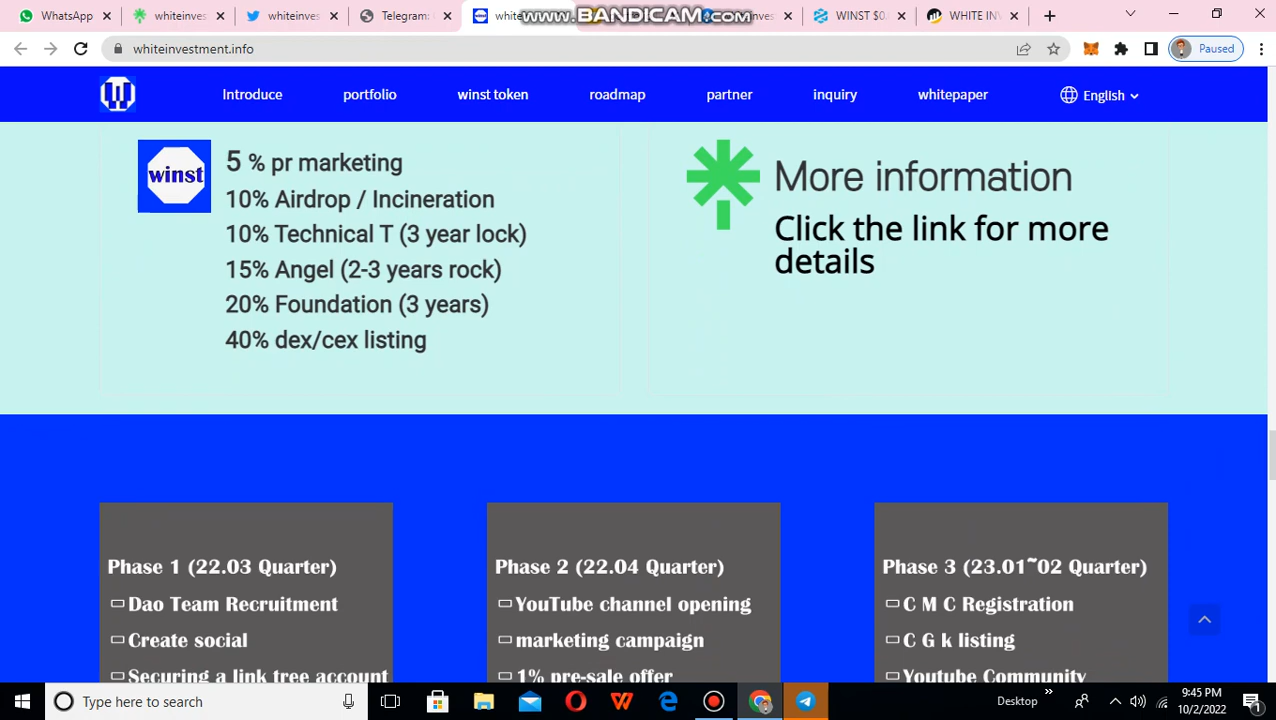 WhatsApp
whiteinves
whiteinves
Telegram:
white
www.BANDICAM.com
inves
WINST $0.
WHITE IN
whiteinvestment.info
Paused
Introduce
portfolio
winst token
roadmap
partner
inquiry
whitepaper
English
winst
5 % pr marketing
10% Airdrop / Incineration
10% Technical T (3 year lock)
15% Angel (2-3 years rock)
20% Foundation (3 years)
40% dex/cex listing
More information
Click the link for more
details
Phase 1 (22.03 Quarter)
Dao Team Recruitment
Create social
Securing a link tree account
Phase 2 (22.04 Quarter)
YouTube channel opening
marketing campaign
1% pre-sale offer
Phase 3 (23.01~02 Quarter)
C M C Registration
C G k listing
Youtube Community
Type here to search
Desktop
9:45 PM
10/2/2022
1